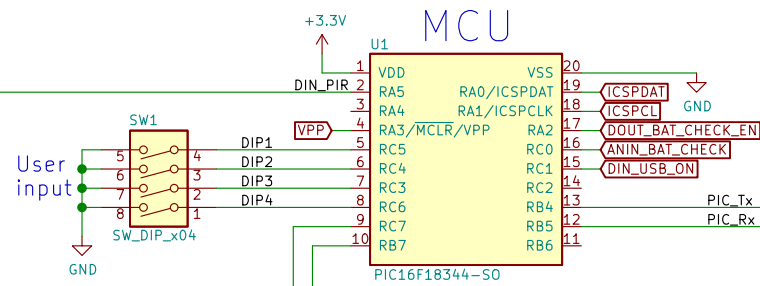 MCU
+3.3V
U1
1 VDD VSS 20
DIN_PIR 2 RA5 RA0/ICSPDAT 19 ICSPDAT
3 RA4 RA1/ICSPCLK 18 ICSPCL
VPP 4 RA3/MCLR/VPP RA2 17 DOUT_BAT_CHECK_EN
GND
SW1
5 4 DIP1 5 RC5 RC0 16 ANIN_BAT_CHECK
User
input
6 3 DIP2 6 RC4 RC1 15 DIN_USB_ON
7 2 DIP3 7 RC3 RC2 14
8 1 DIP4 8 RC6 RB4 13 PIC_Tx
SW_DIP_x04
9 RC7 RB5 12 PIC_Rx
10 RB7 RB6 11
GND
PIC16F18344-SO